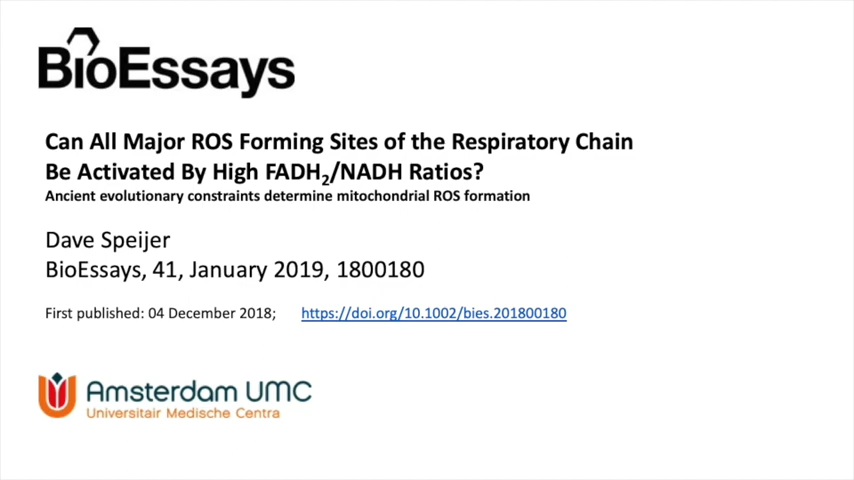 BioEssays
Can All Major ROS Forming Sites of the Respiratory Chain
Be Activated By High FADH₂/NADH Ratios?
Ancient evolutionary constraints determine mitochondrial ROS formation
Dave Speijer
BioEssays, 41, January 2019, 1800180
First published: 04 December 2018; https://doi.org/10.1002/bies.201800180
Amsterdam UMC
Universitair Medische Centra